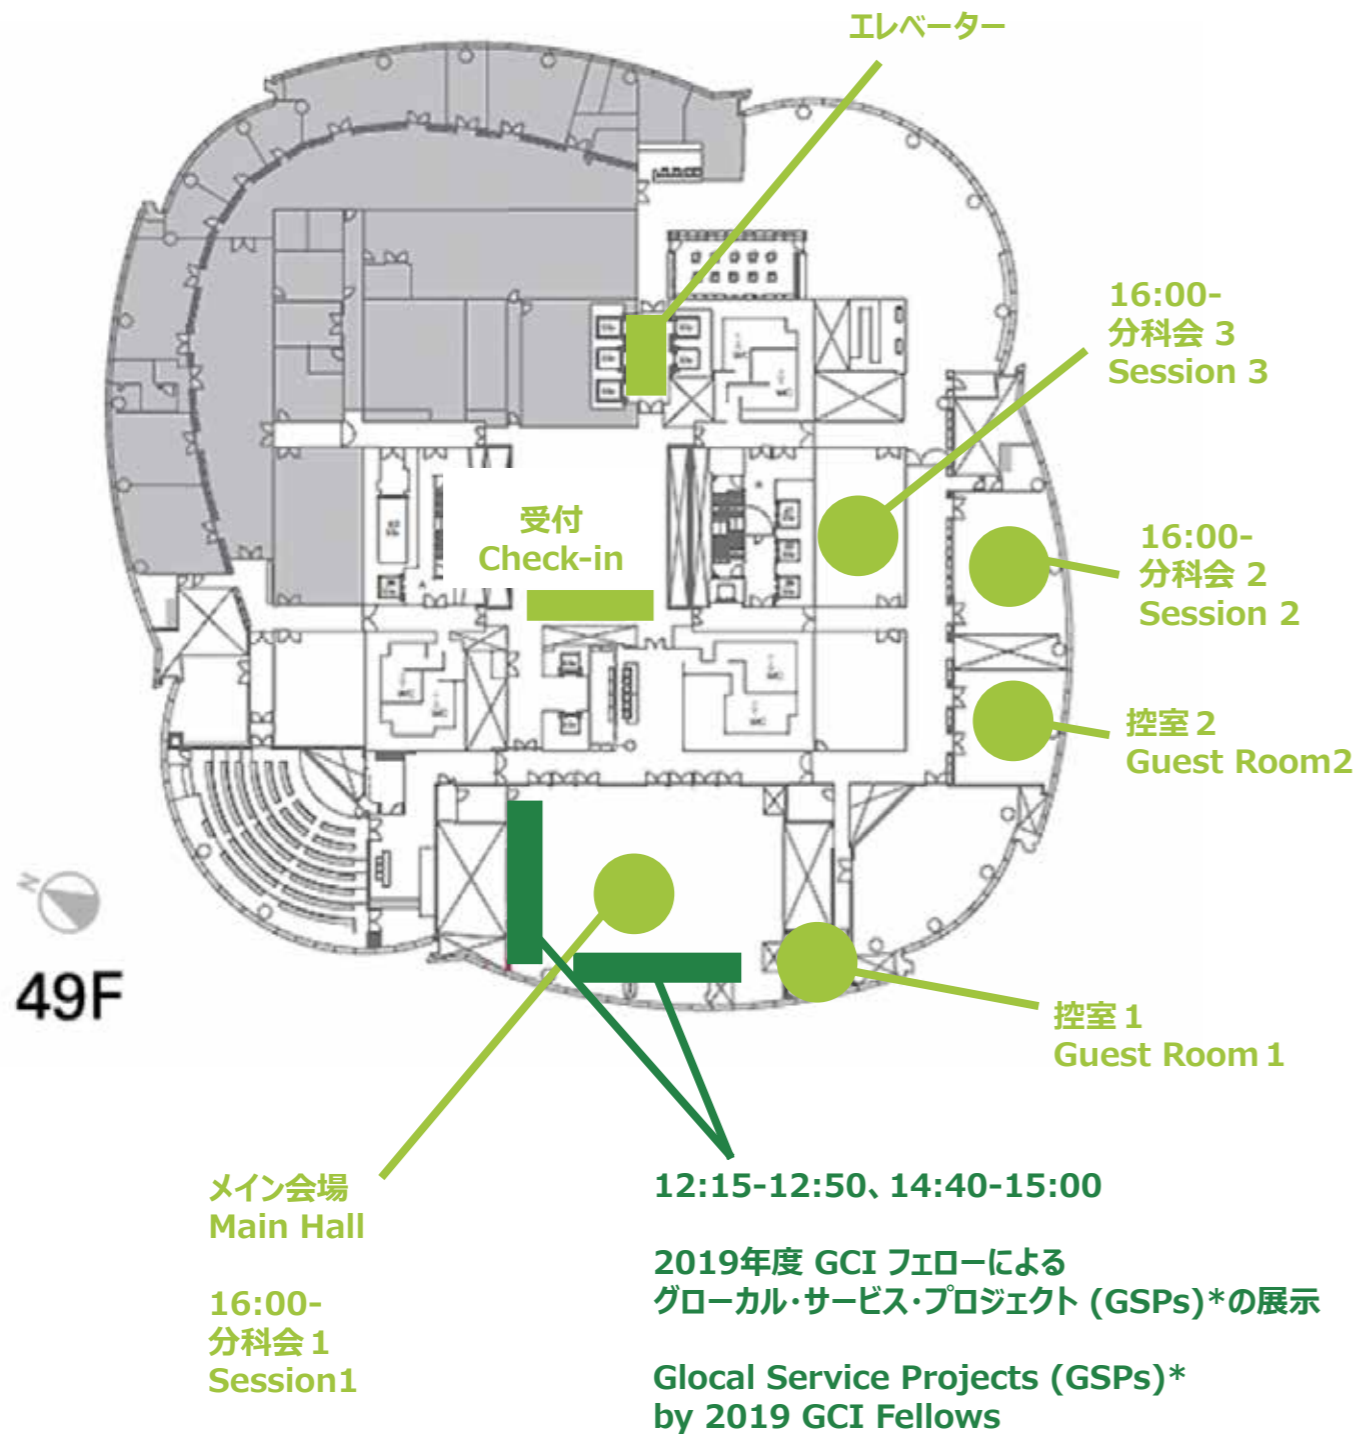 エレベーター
16:00-
分科会 3
Session 3
受付
Check-in
16:00-
分科会 2
Session 2
控室2
Guest Room2
N
49F
控室1
Guest Room1
メイン会場
Main Hall
16:00-
分科会1
Session1
12:15-12:50、14:40-15:00
2019年度 GCI フェローによる
グローカル・サービス・プロジェクト (GSPs)*の展示
Glocal Service Projects (GSPs)*
by 2019 GCI Fellows